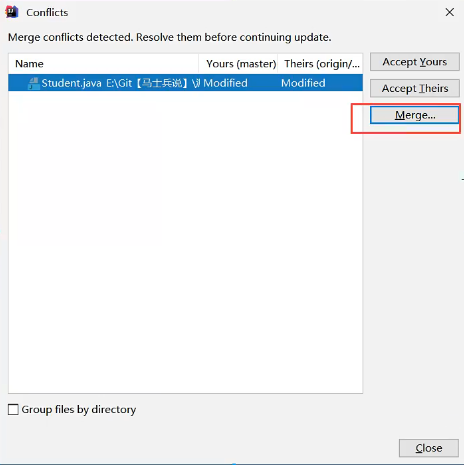 Conflicts
Merge conflicts detected. Resolve them before continuing update.
Name Yours (master) Theirs (origin/...
Student.java E:\Git【马士兵说】\ Modified Modified
Accept Yours
Accept Theirs
Merge...
Group files by directory
Close